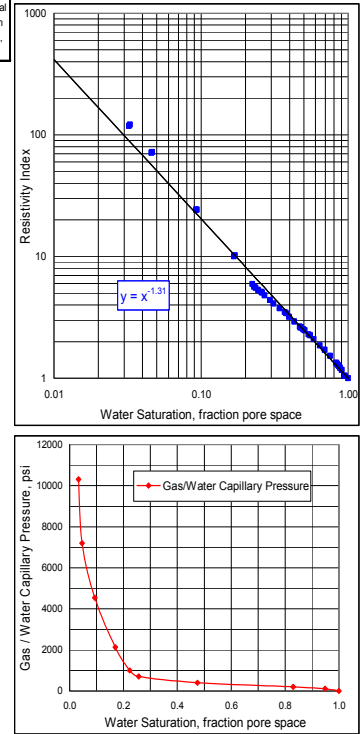 al
n
1000
100
10
1
0.01 0.10 1.00
Resistivity Index
y = x^-1.31
Water Saturation, fraction pore space
12000
10000
8000
6000
4000
2000
0
0.0 0.2 0.4 0.6 0.8 1.0
Gas / Water Capillary Pressure, psi
Gas/Water Capillary Pressure
Water Saturation, fraction pore space